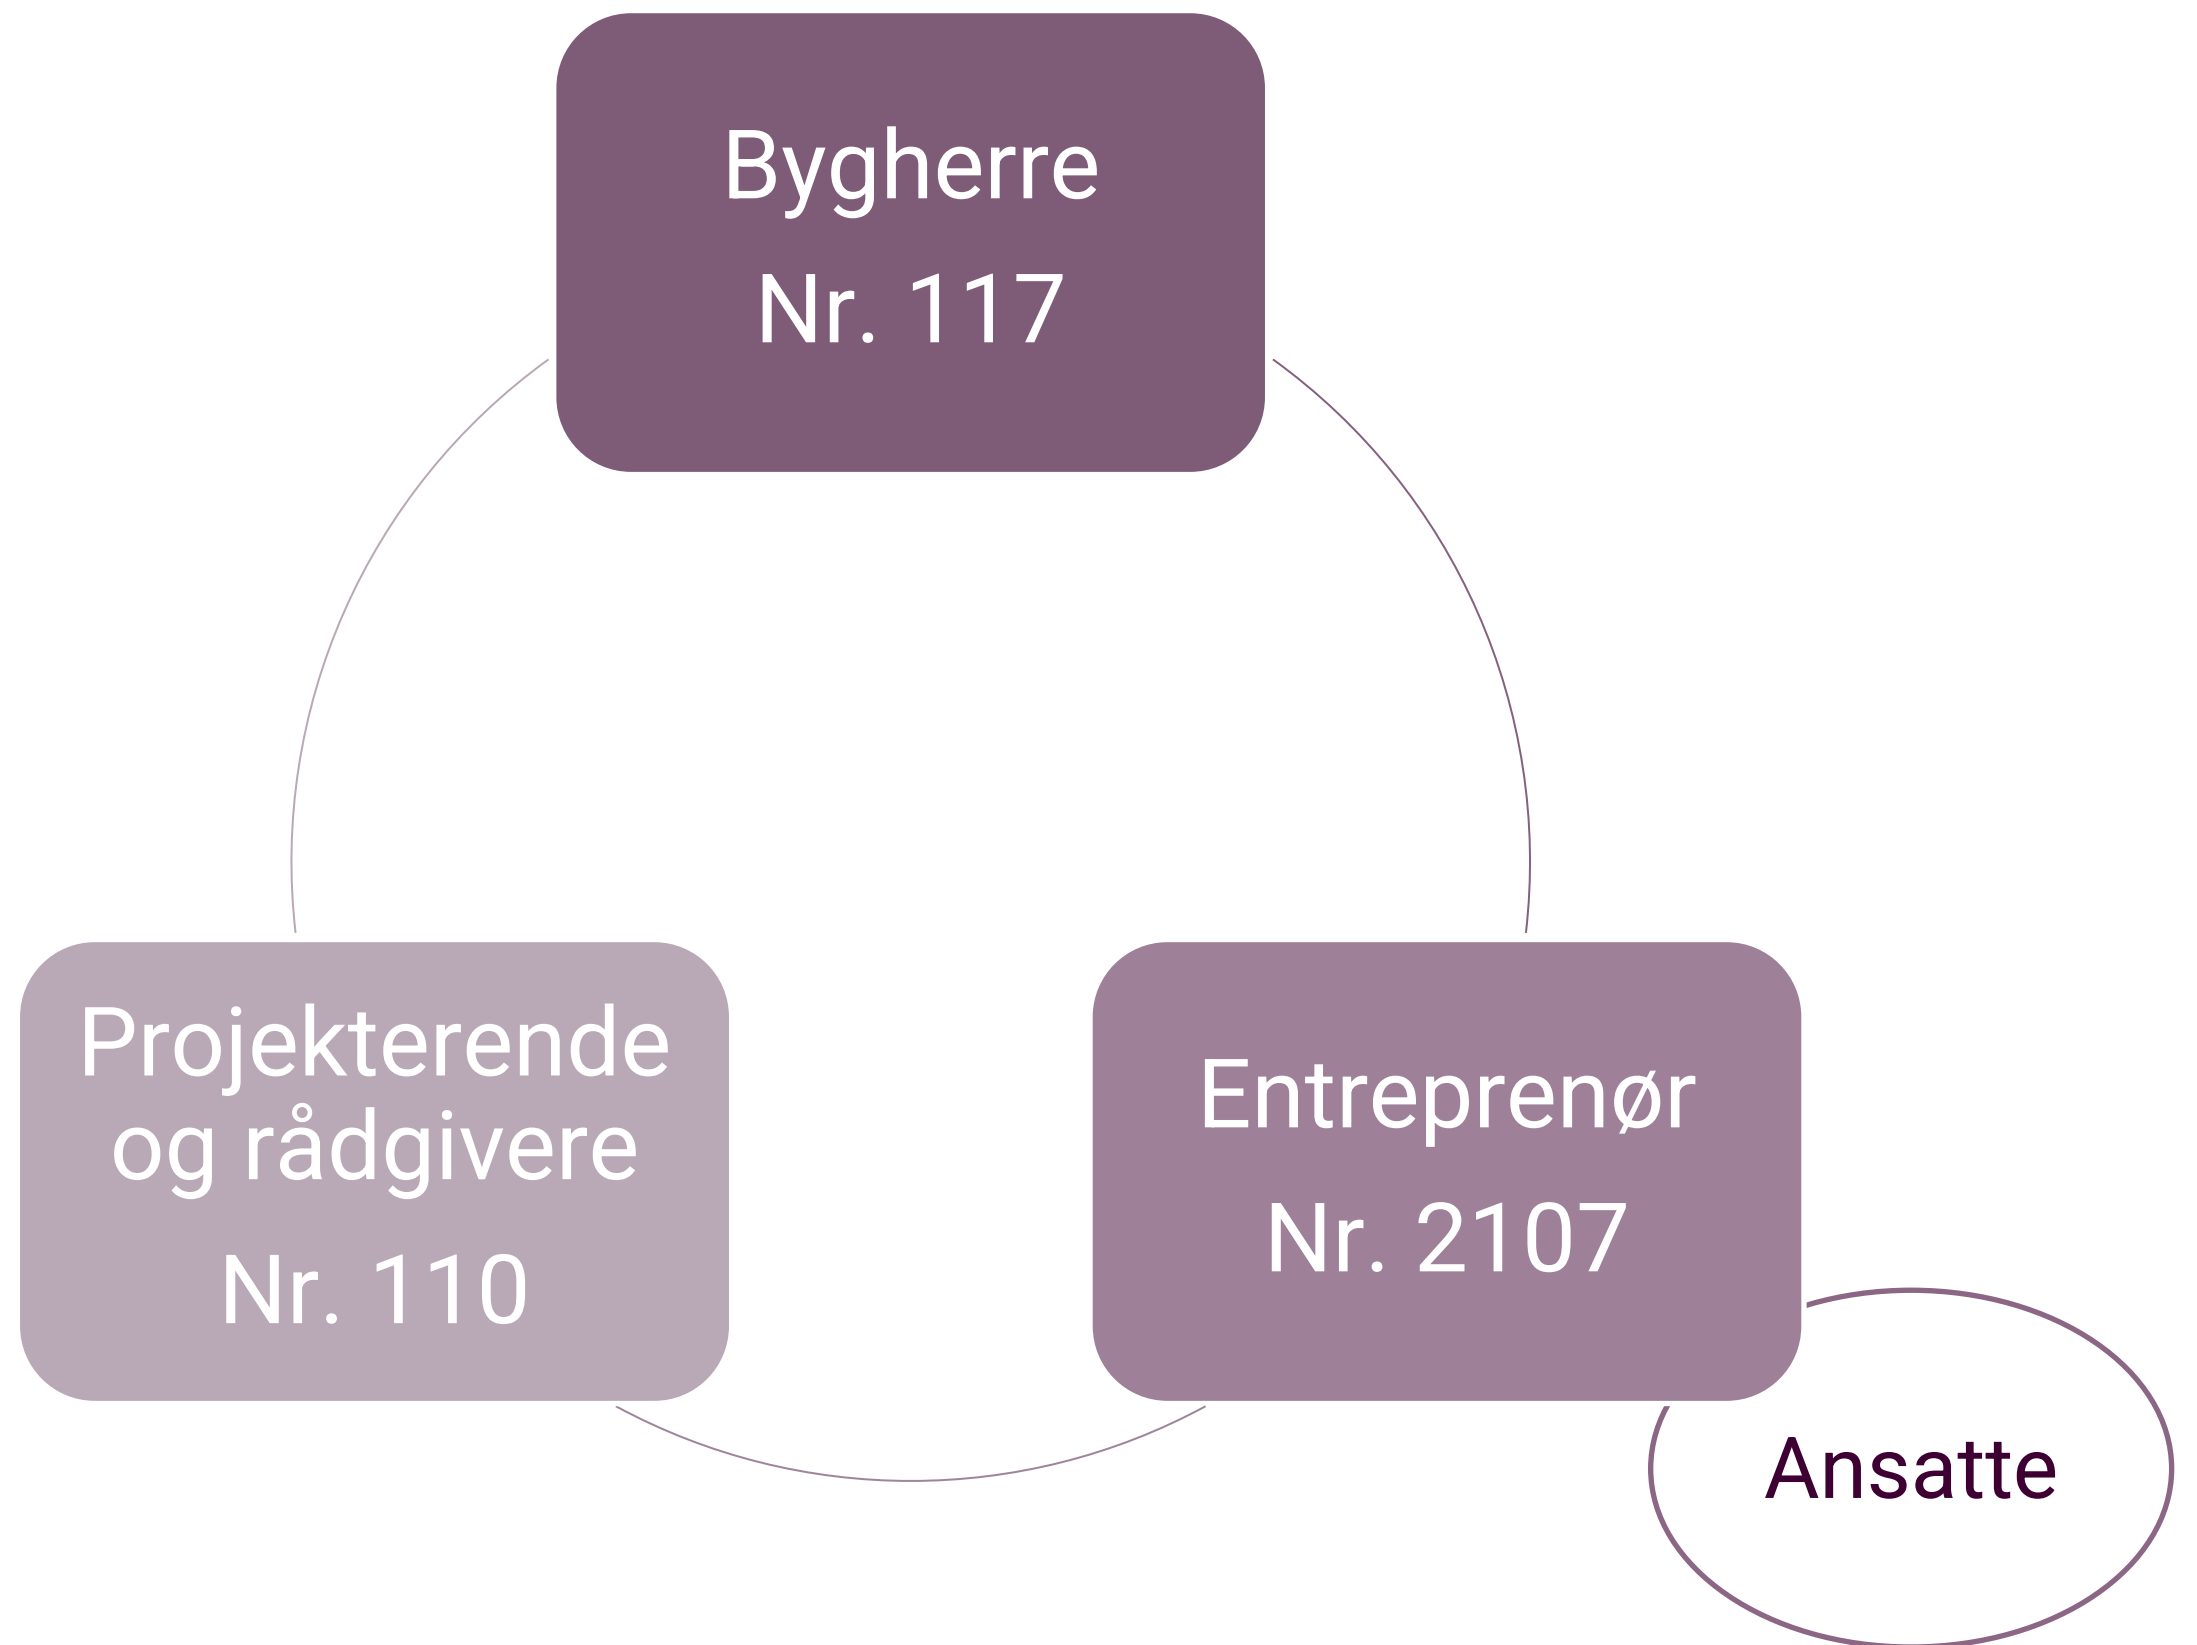 Bygherre
Nr. 117
Projekterende
og rådgivere
Nr. 110
Entreprenør
Nr. 2107
Ansatte